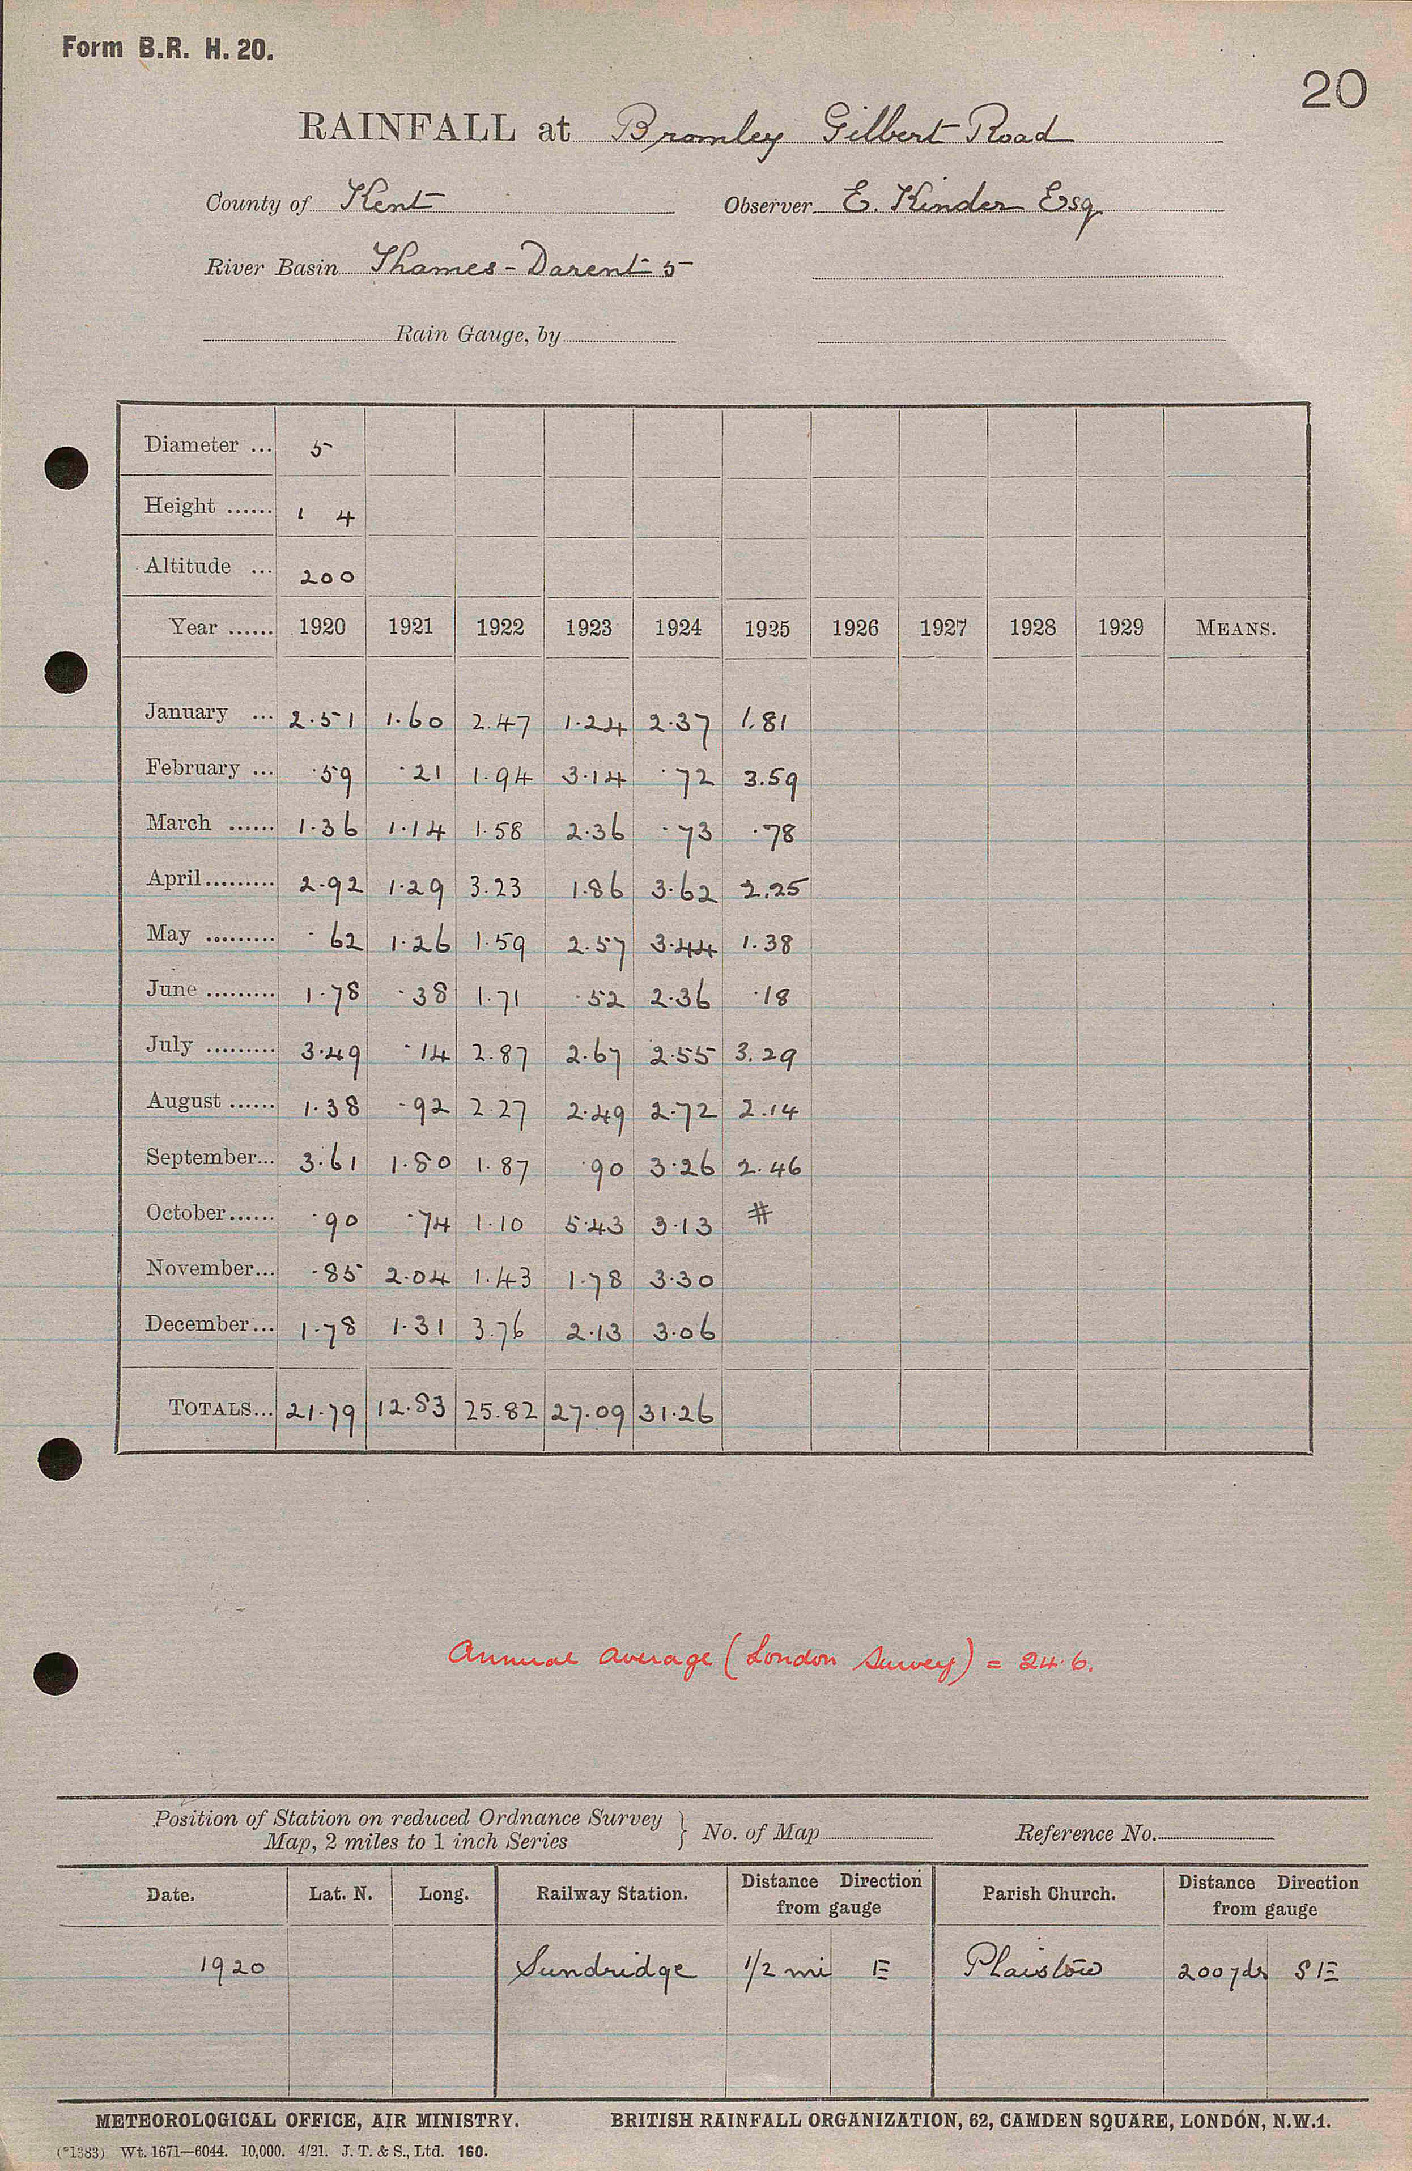 Form B.R. H. 20.
20
RAINFALL at Bromley Gilbert Road
County of Kent Observer E. Kinder Esq
River Basin Thames - Darent 5
Rain Gauge, by
Diameter ... 5
Height ...... 1 4
Altitude ... 200
Year ...... 1920 1921 1922 1923 1924 1925 1926 1927 1928 1929 MEANS.
January ... 2.51 1.60 2.47 1.24 2.37 1.81
February ... .59 .21 1.94 3.14 .72 3.59
March ...... 1.36 1.14 1.58 2.36 .73 .78
April......... 2.92 1.29 3.23 1.86 3.62 2.25
May ......... .62 1.26 1.59 2.57 3.44 1.38
June ......... 1.78 .38 1.71 .52 2.36 .18
July ......... 3.49 .14 2.87 2.67 2.55 3.29
August ...... 1.38 .92 2 27 2.49 2.72 2.14
September... 3.61 1.80 1.87 .90 3.26 2.46
October...... .90 .74 1.10 5.43 3.13 #
November... .85 2.04 1.43 1.78 3.30
December... 1.78 1.31 3.76 2.13 3.06
TOTALS... 21.79 12.83 25.82 27.09 31.26
Annual average (London Survey) = 24.6.
Position of Station on reduced Ordnance Survey
Map, 2 miles to 1 inch Series } No. of Map Reference No.
Date. Lat. N. Long. Railway Station. Distance Direction from gauge Parish Church. Distance Direction from gauge
1920 Sundridge 1/2 mi E Plaistow 200 yds SE
METEOROLOGICAL OFFICE, AIR MINISTRY. BRITISH RAINFALL ORGANIZATION, 62, CAMDEN SQUARE, LONDON, N.W.1.
(*1383) Wt. 1671—6044. 10,000. 4/21. J. T. & S., Ltd. 160.